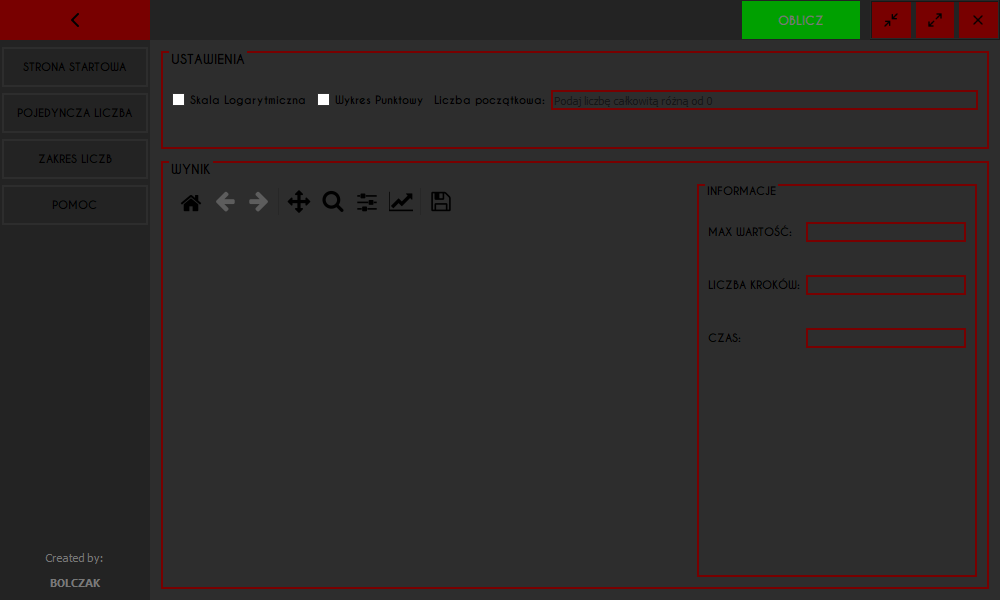 OBLICZ
STRONA STARTOWA
POJEDYNCZA LICZBA
ZAKRES LICZB
POMOC
USTAWIENIA
Skala Logarytmiczna Wykres Punktowy Liczba początkowa: Podaj liczbę całkowitą różną od 0
WYNIK
INFORMACJE
MAX WARTOŚĆ:
LICZBA KROKÓW:
CZAS:
Created by:
BOLCZAK